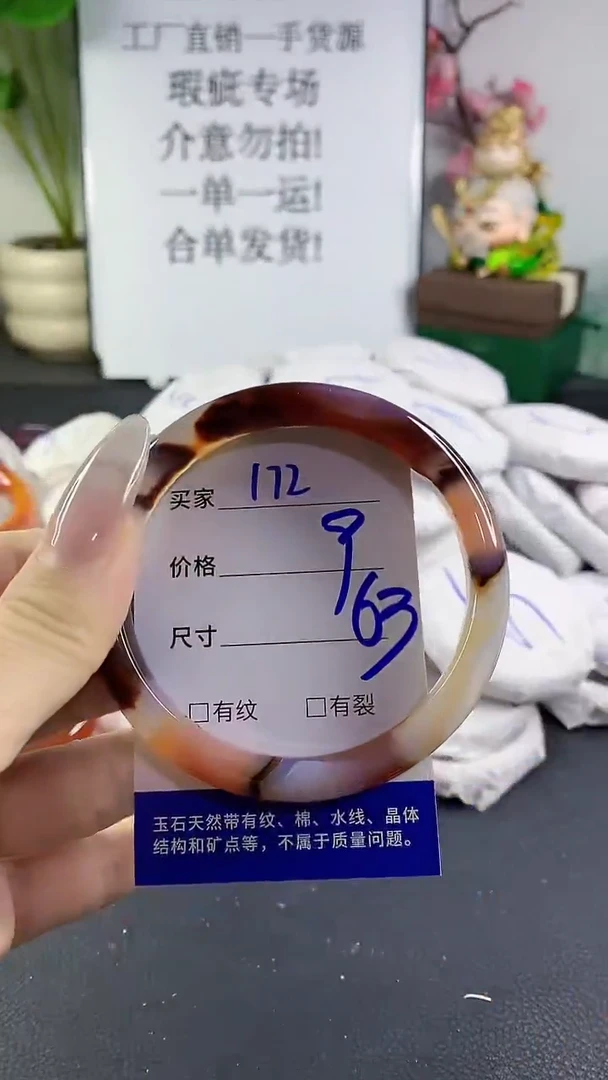 工厂直销一手货源
瑕疵专场
介意勿拍!
一单一运!
合单发货!
买家 172
价格 9
尺寸 63
□有纹 □有裂
玉石天然带有纹、棉、水线、晶体
结构和矿点等，不属于质量问题。